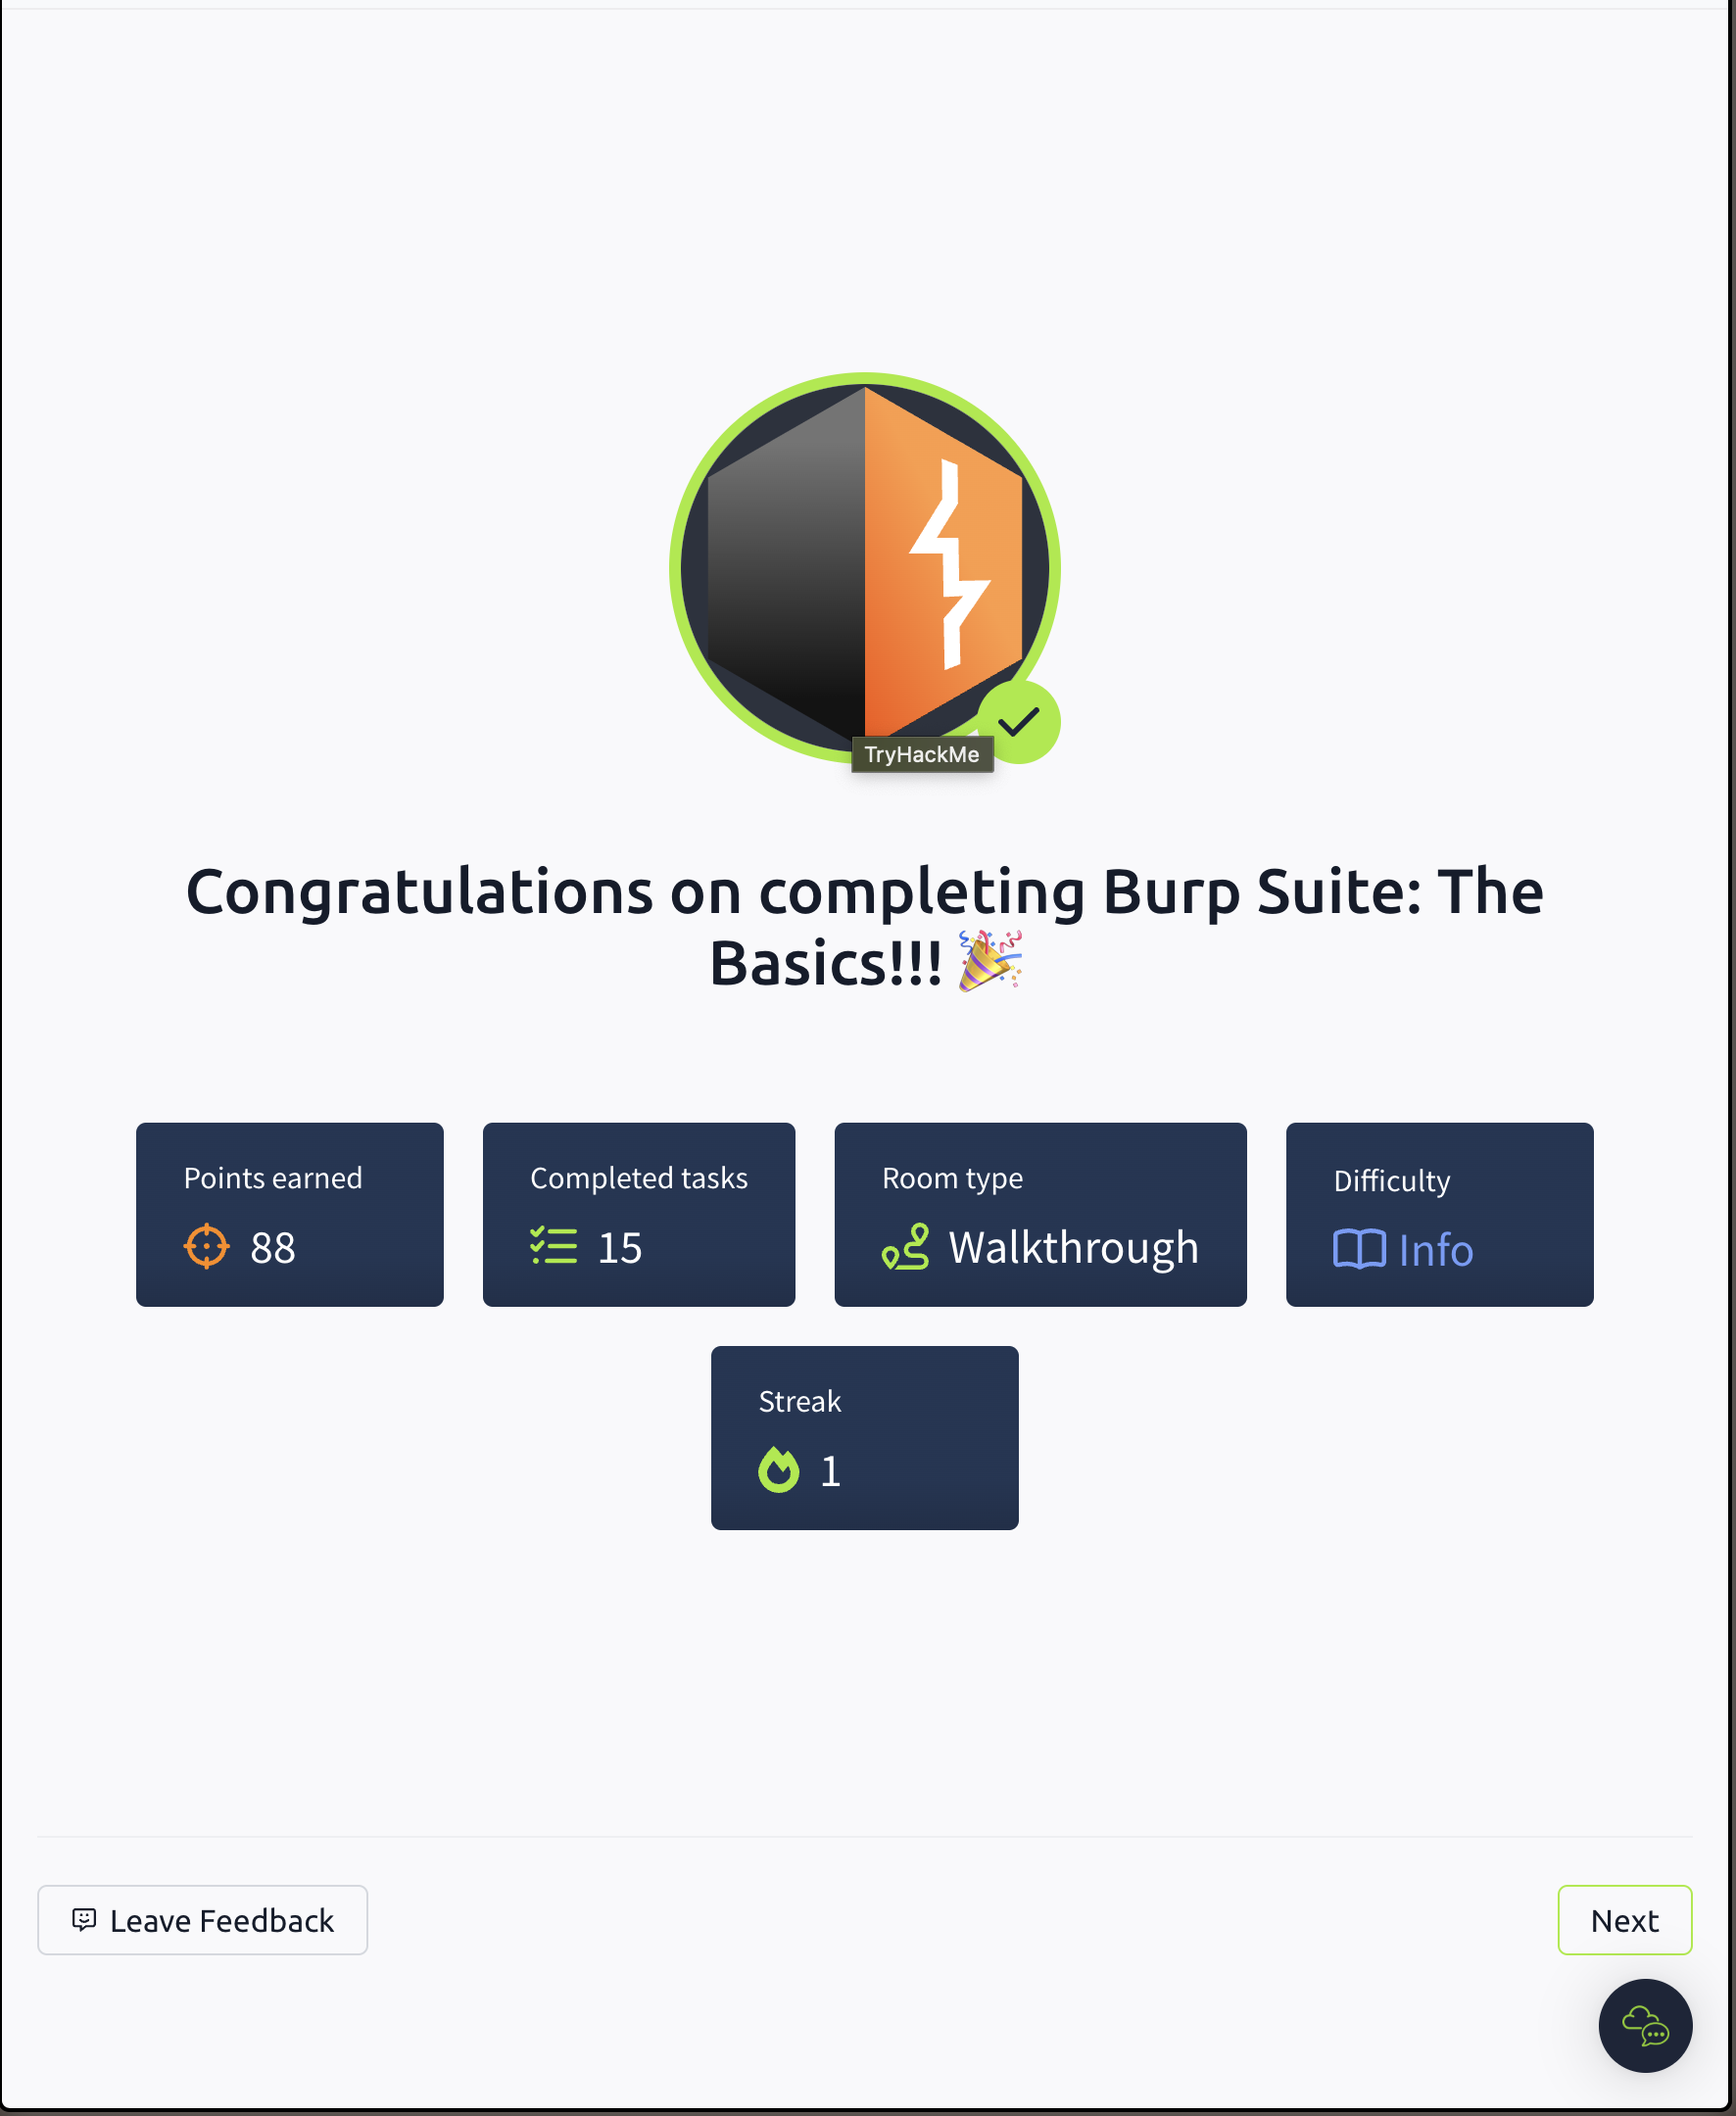 TryHackMe
Congratulations on completing Burp Suite: The
Basics!!! 🎉
Points earned
88
Completed tasks
15
Room type
Walkthrough
Difficulty
Info
Streak
1
Leave Feedback
Next